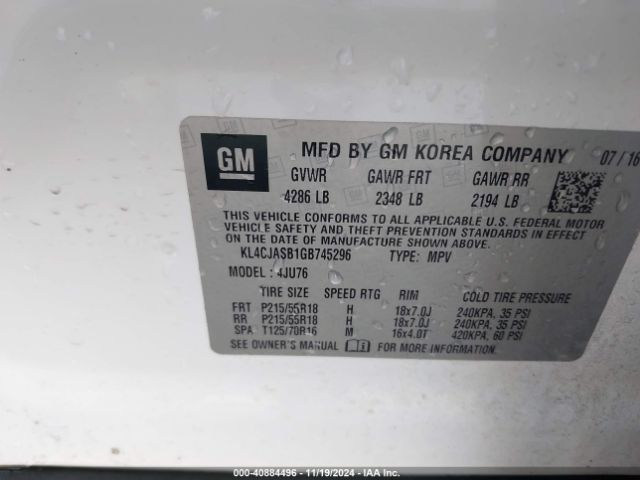 GM
MFD BY GM KOREA COMPANY 07 / 16
GVWR GAWR FRT GAWR RR
4286 LB 2348 LB 2194 LB
THIS VEHICLE CONFORMS TO ALL APPLICABLE U.S. FEDERAL MOTOR
VEHICLE SAFETY AND THEFT PREVENTION STANDARDS IN EFFECT
ON THE DATE OF MANUFACTURE SHOWN ABOVE.
KL4CJASB1GB745296 TYPE: MPV
MODEL : 4JU76
TIRE SIZE SPEED RTG RIM COLD TIRE PRESSURE
FRT P215/55R18 H 18x7.0J 240KPA, 35 PSI
RR P215/55R18 H 18x7.0J 240KPA, 35 PSI
SPA T125/70R16 M 16x4.0T 420KPA, 60 PSI
SEE OWNER'S MANUAL FOR MORE INFORMATION.
000-40884496 - 11/19/2024 - IAA Inc.